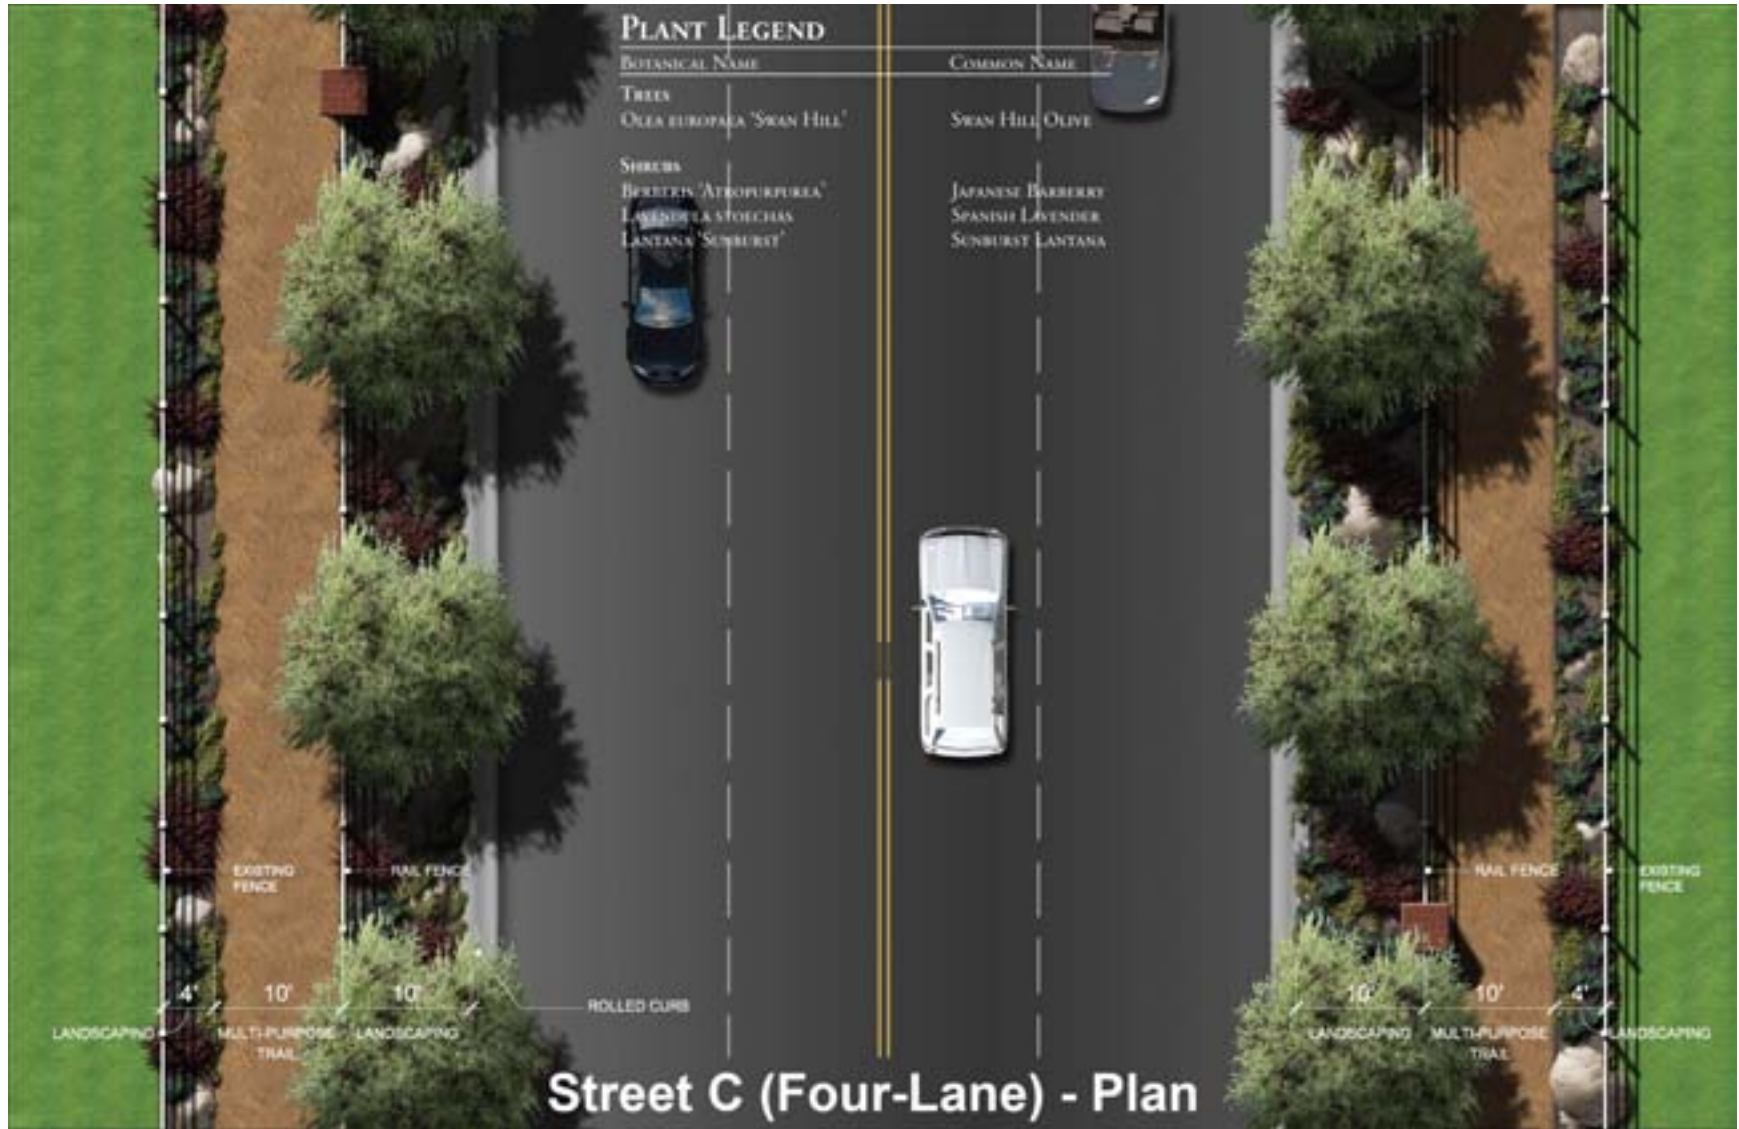 PLANT LEGEND
BOTANICAL NAME COMMON NAME
TREES
OLEA EUROPAEA 'SWAN HILL' SWAN HILL OLIVE
SHRUBS
BERBERIS 'ATROPURPUREA' JAPANESE BARBERRY
LAVENDULA STOECHAS SPANISH LAVENDER
LANTANA 'SUNBURST' SUNBURST LANTANA
EXISTING FENCE
RAIL FENCE
RAIL FENCE
EXISTING FENCE
4' 10' 10'
10' 10' 4'
ROLLED CURB
LANDSCAPING MULTI-PURPOSE TRAIL LANDSCAPING
LANDSCAPING MULTI-PURPOSE TRAIL LANDSCAPING
Street C (Four-Lane) - Plan